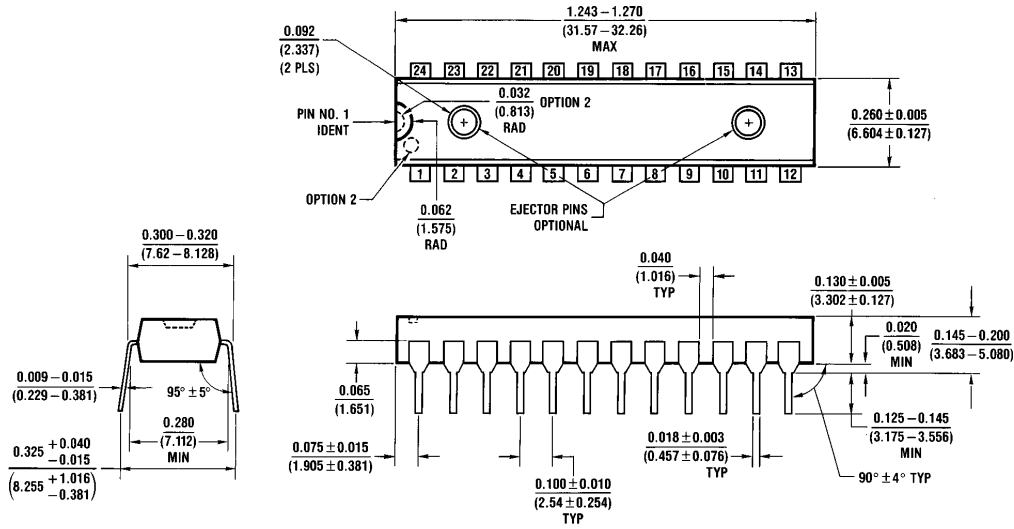 1.243 – 1.270
(31.57 – 32.26)
MAX
0.092
(2.337)
(2 PLS)
24 23 22 21 20 19 18 17 16 15 14 13
0.032
(0.813)
RAD
OPTION 2
PIN NO. 1
IDENT
0.260 ± 0.005
(6.604 ± 0.127)
1 2 3 4 5 6 7 8 9 10 11 12
OPTION 2
0.062
(1.575)
RAD
EJECTOR PINS
OPTIONAL
0.300 – 0.320
(7.62 – 8.128)
0.040
(1.016)
TYP
0.130 ± 0.005
(3.302 ± 0.127)
0.020
(0.508)
MIN
0.145 – 0.200
(3.683 – 5.080)
0.009 – 0.015
(0.229 – 0.381)
95° ± 5°
0.065
(1.651)
0.280
(7.112)
MIN
0.125 - 0.145
(3.175 - 3.556)
MIN
0.325 + 0.040
– 0.015
(8.255 + 1.016
– 0.381)
0.075 ± 0.015
(1.905 ± 0.381)
0.018 ± 0.003
(0.457 ± 0.076)
TYP
0.100 ± 0.010
(2.54 ± 0.254)
TYP
90° ± 4° TYP